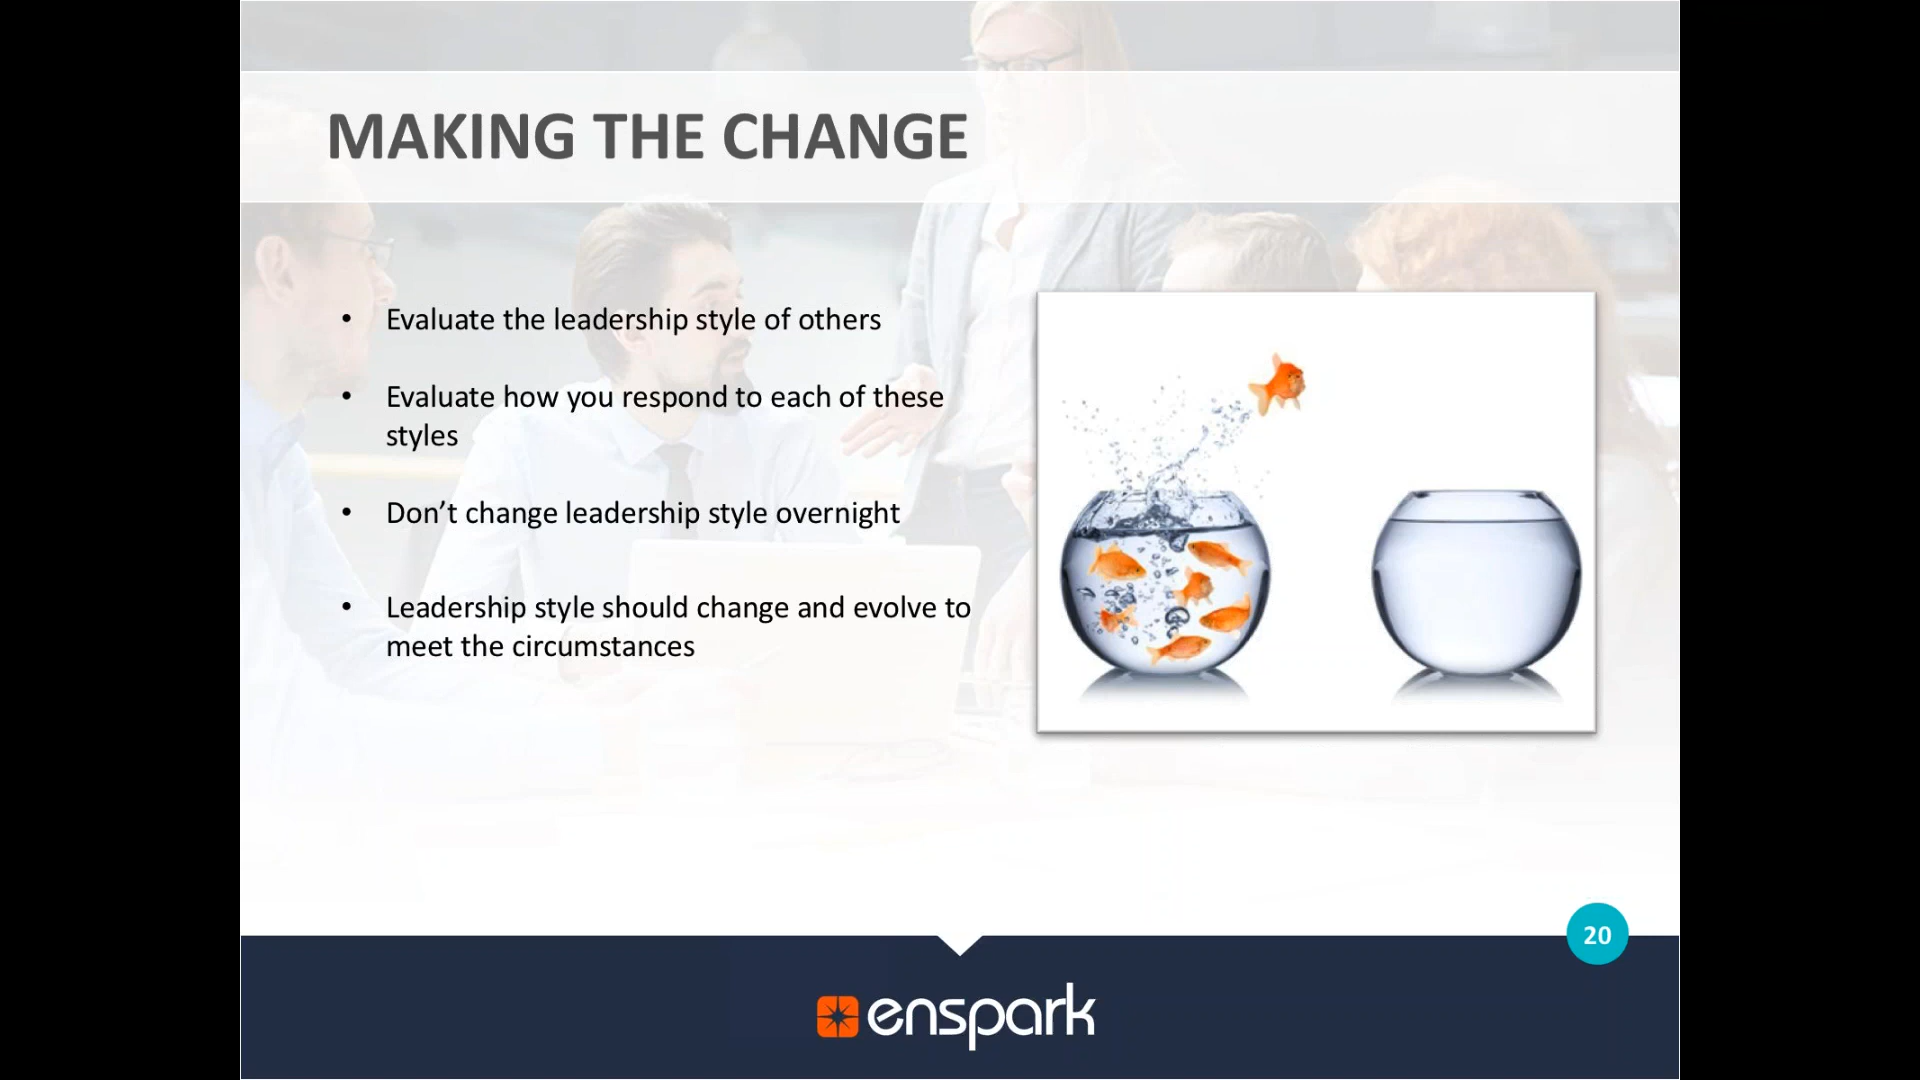 MAKING THE CHANGE
• Evaluate the leadership style of others
• Evaluate how you respond to each of these
styles
• Don’t change leadership style overnight
• Leadership style should change and evolve to
meet the circumstances
20
enspark